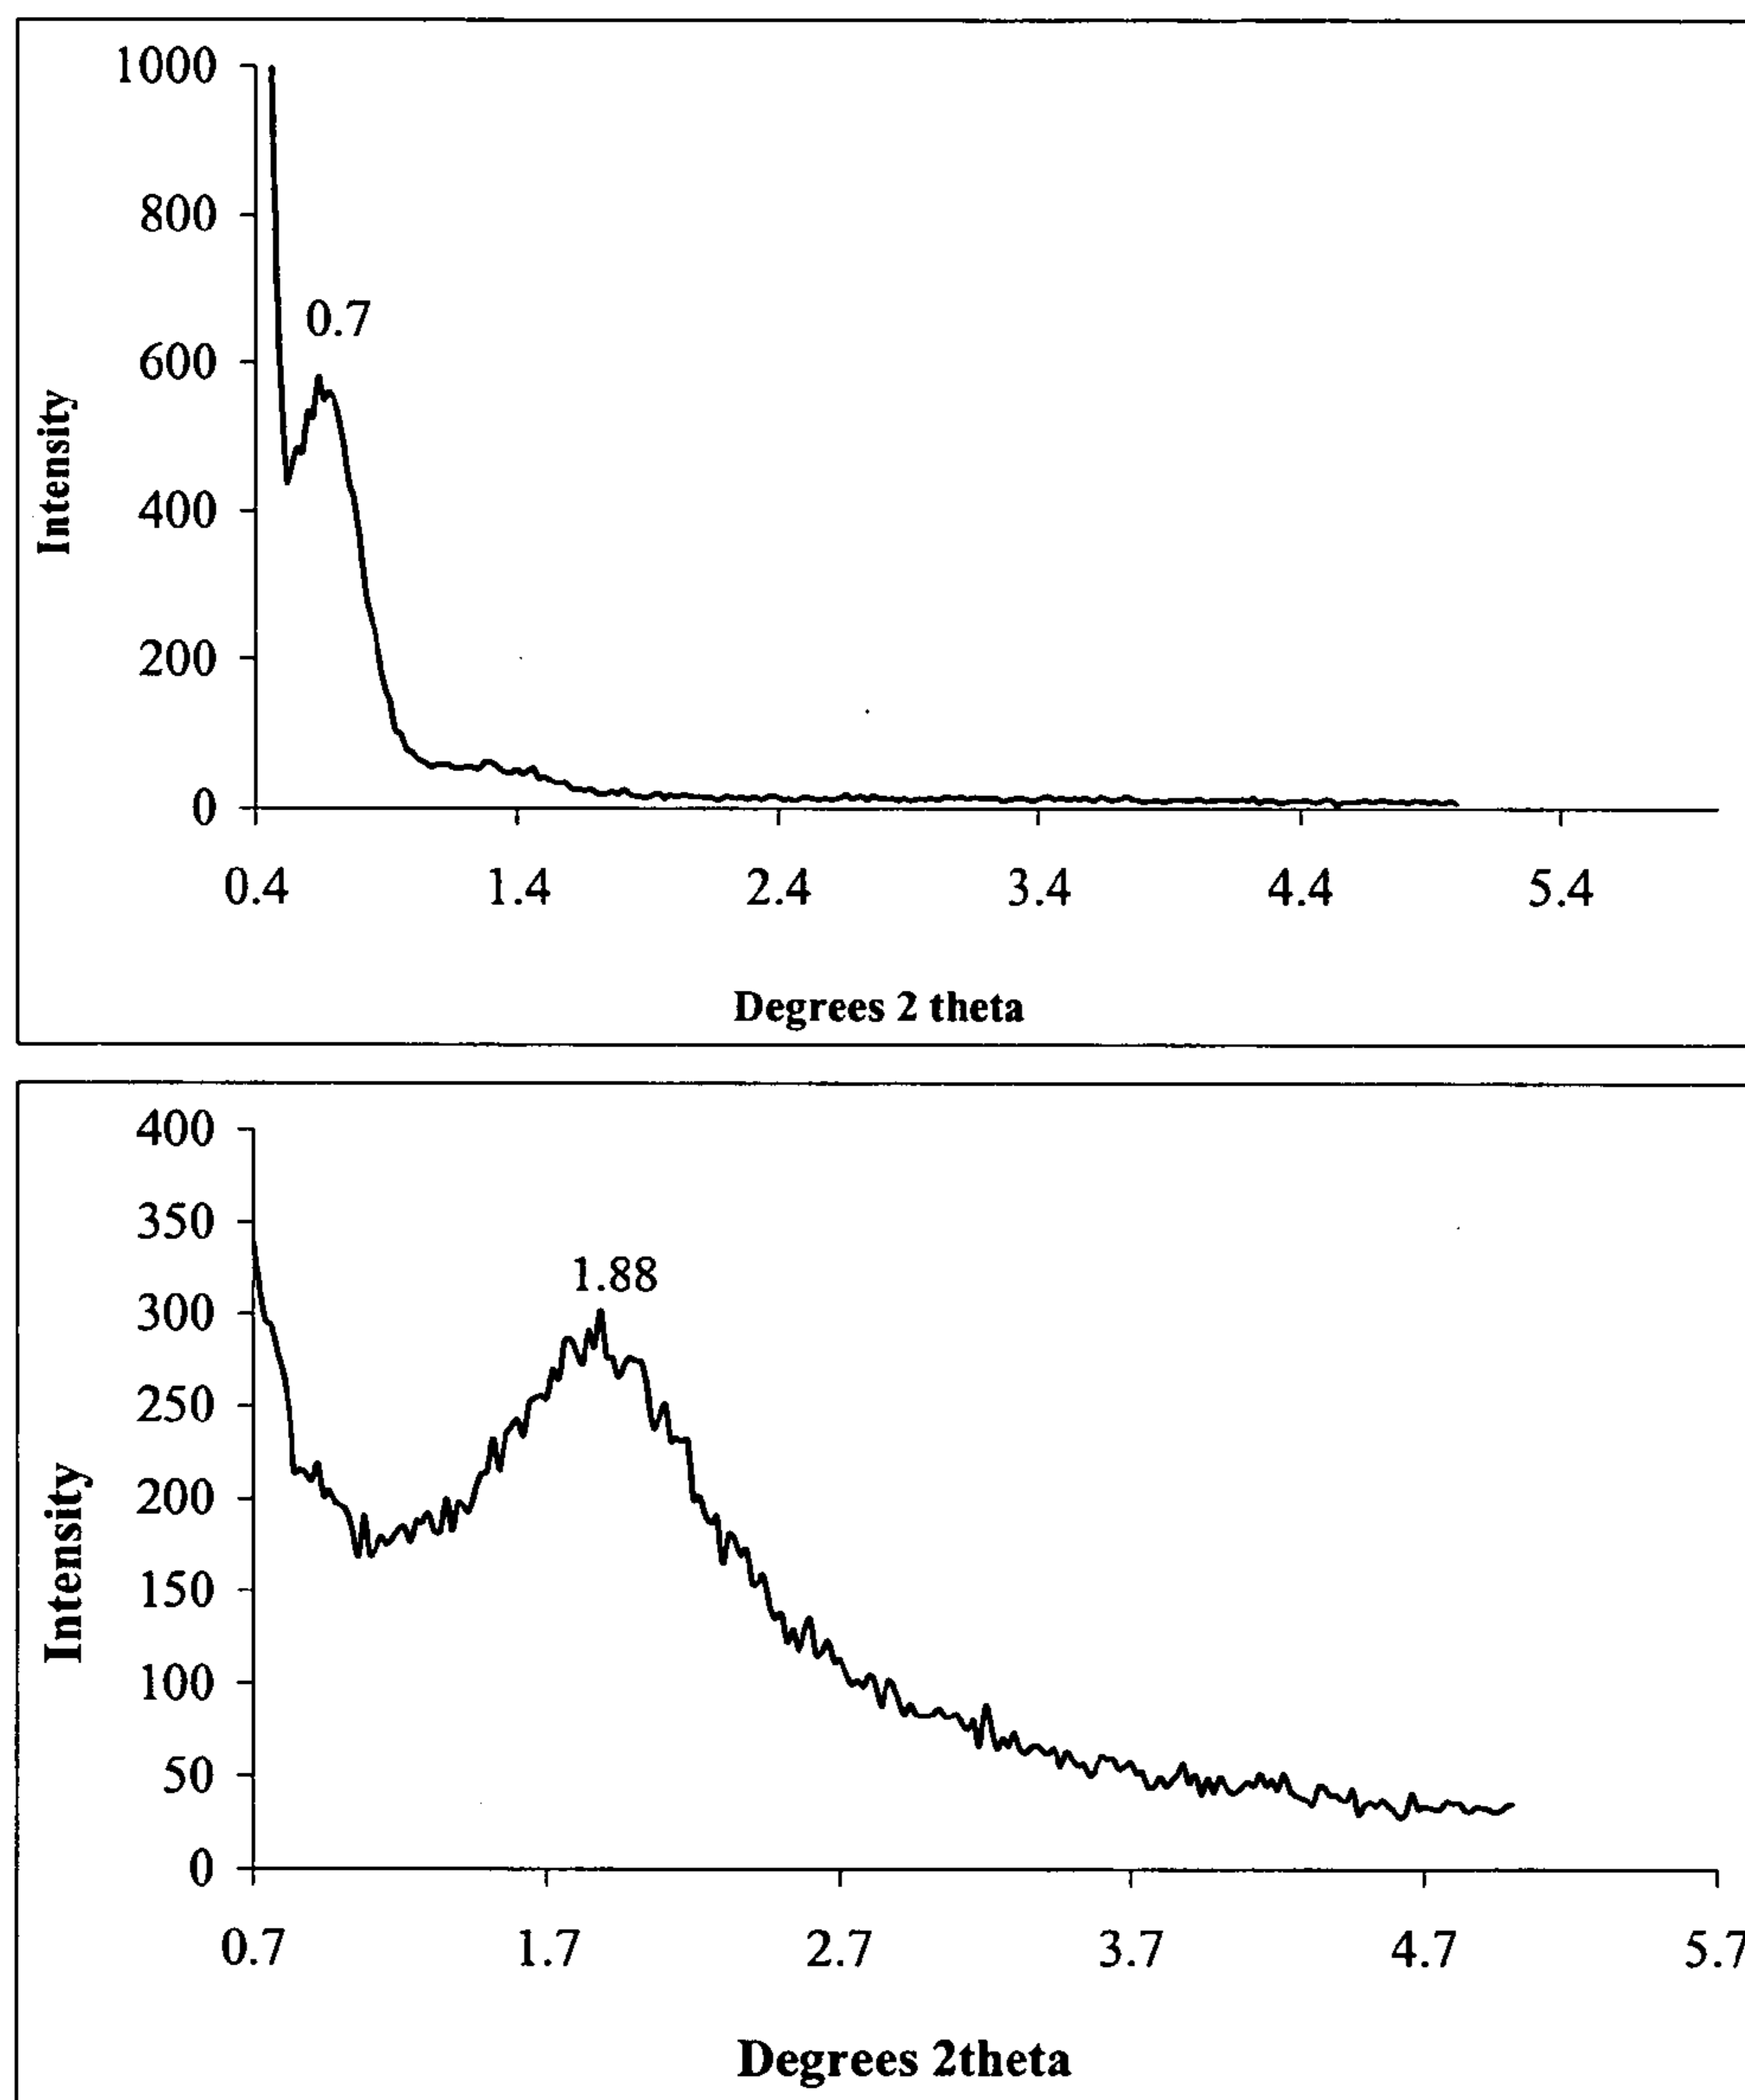 1000
800
0.7
600
Intensity
400
200
0
0.4 1.4 2.4 3.4 4.4 5.4
Degrees 2 theta
400
350
1.88
300
250
Intensity
200
150
100
50
0
0.7 1.7 2.7 3.7 4.7 5.7
Degrees 2theta